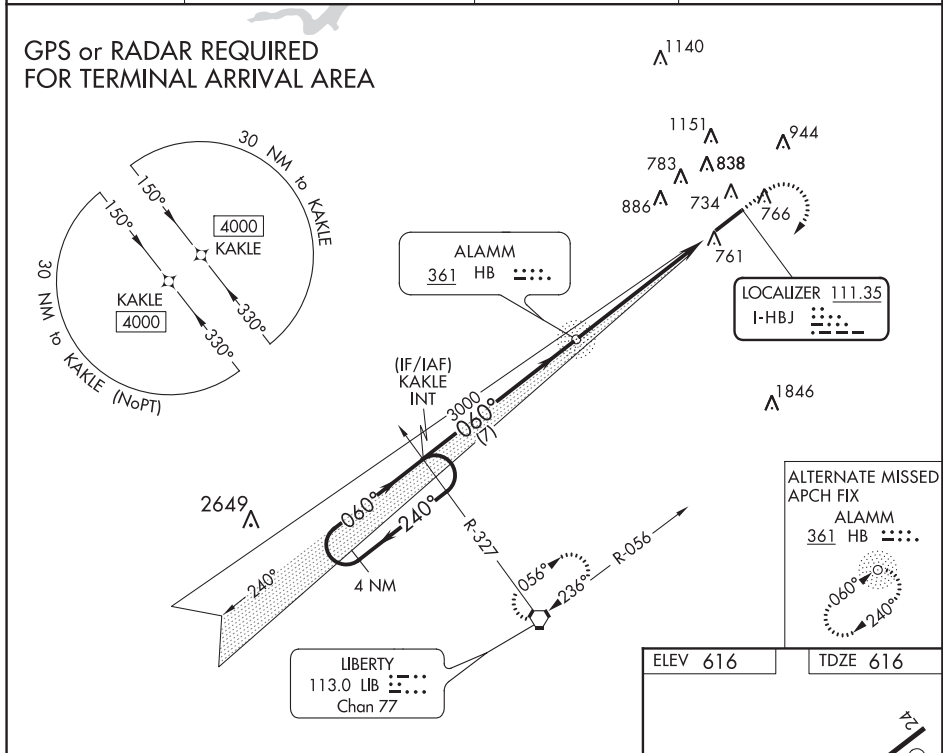 GPS or RADAR REQUIRED
FOR TERMINAL ARRIVAL AREA
1140
1151
944
783
838
886
734
766
761
30 NM to KAKLE
150°
4000
KAKLE
330°
150°
KAKLE
4000
330°
30 NM to KAKLE (NoPT)
ALAMM
361 HB
LOCALIZER 111.35
I-HBJ
(IF/IAF)
KAKLE
INT
3000
060°
(7)
1846
2649
060°
240°
4 NM
240°
R-327
R-056
056°
236°
LIBERTY
113.0 LIB
Chan 77
ALTERNATE MISSED
APCH FIX
ALAMM
361 HB
060°
240°
ELEV 616
TDZE 616
24